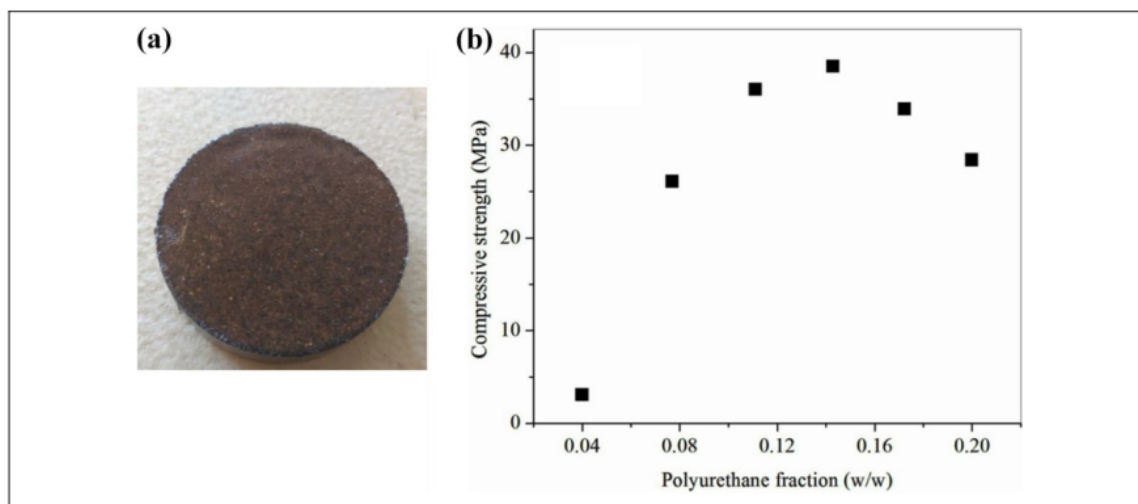 (a)
(b)
40
30
20
10
0
Compressive strength (MPa)
0.04 0.08 0.12 0.16 0.20
Polyurethane fraction (w/w)